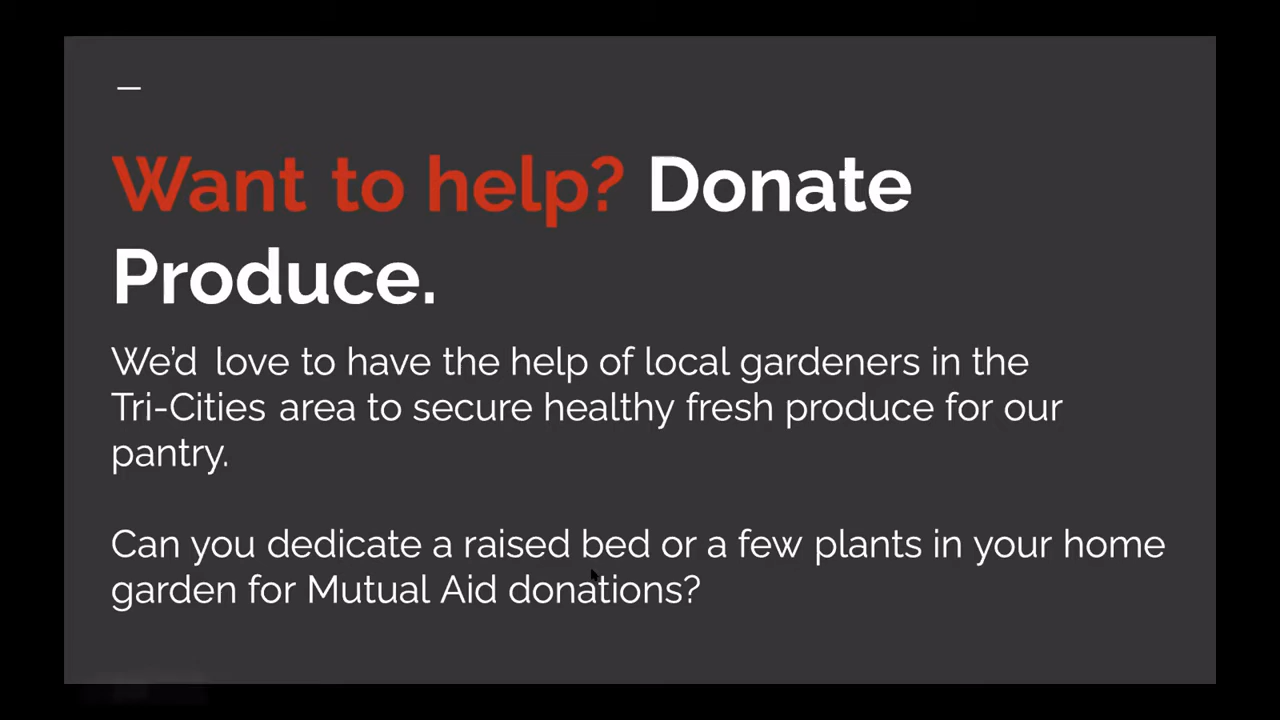 Want to help? Donate
Produce.
We’d love to have the help of local gardeners in the
Tri-Cities area to secure healthy fresh produce for our
pantry.
Can you dedicate a raised bed or a few plants in your home
garden for Mutual Aid donations?